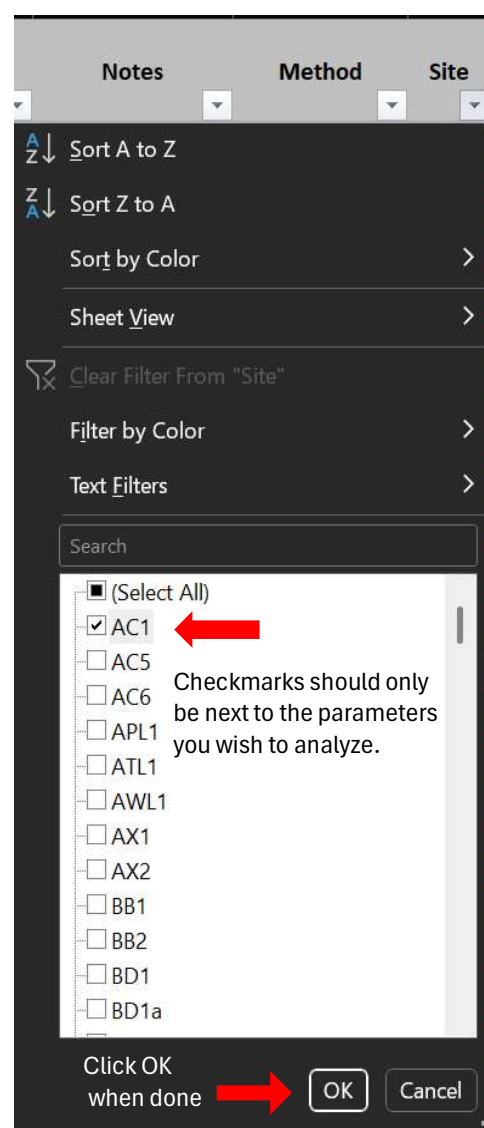 Notes Method Site
Sort A to Z
Sort Z to A
Sort by Color
Sheet View
Clear Filter From "Site"
Filter by Color
Text Filters
Search
(Select All)
AC1
AC5
Checkmarks should only
AC6
be next to the parameters
APL1
you wish to analyze.
ATL1
AWL1
AX1
AX2
BB1
BB2
BD1
BD1a
Click OK
when done
OK Cancel